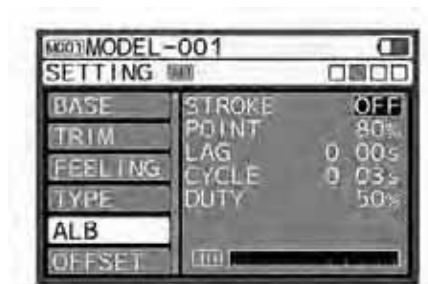 M001 MODEL-001
SETTING
BASE
TRIM
FEELING
TYPE
ALB
OFFSET
STROKE OFF
POINT 80%
LAG 0.00s
CYCLE 0.03s
DUTY 50%